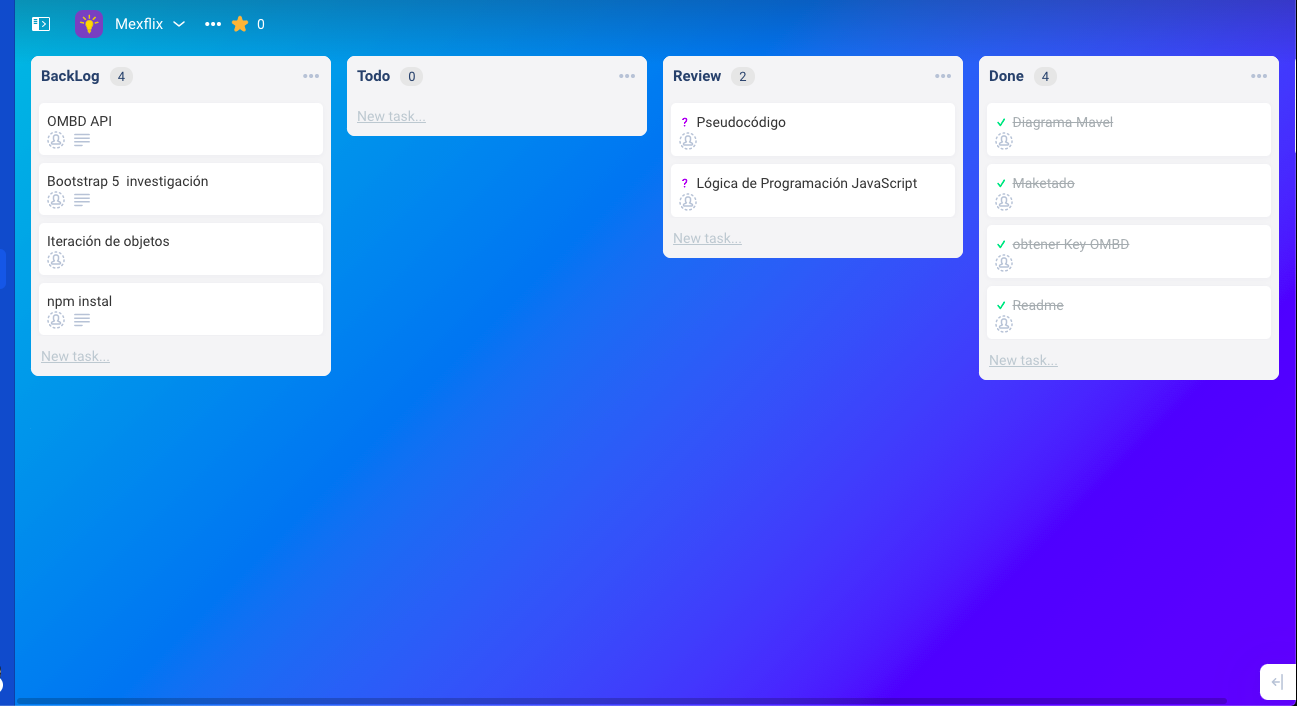 Mexflix
0
BackLog 4
OMBD API
Bootstrap 5 investigación
Iteración de objetos
npm instal
New task...
Todo 0
New task...
Review 2
? Pseudocódigo
? Lógica de Programación JavaScript
New task...
Done 4
Diagrama Mavel
Maketado
obtener Key OMBD
Readme
New task...